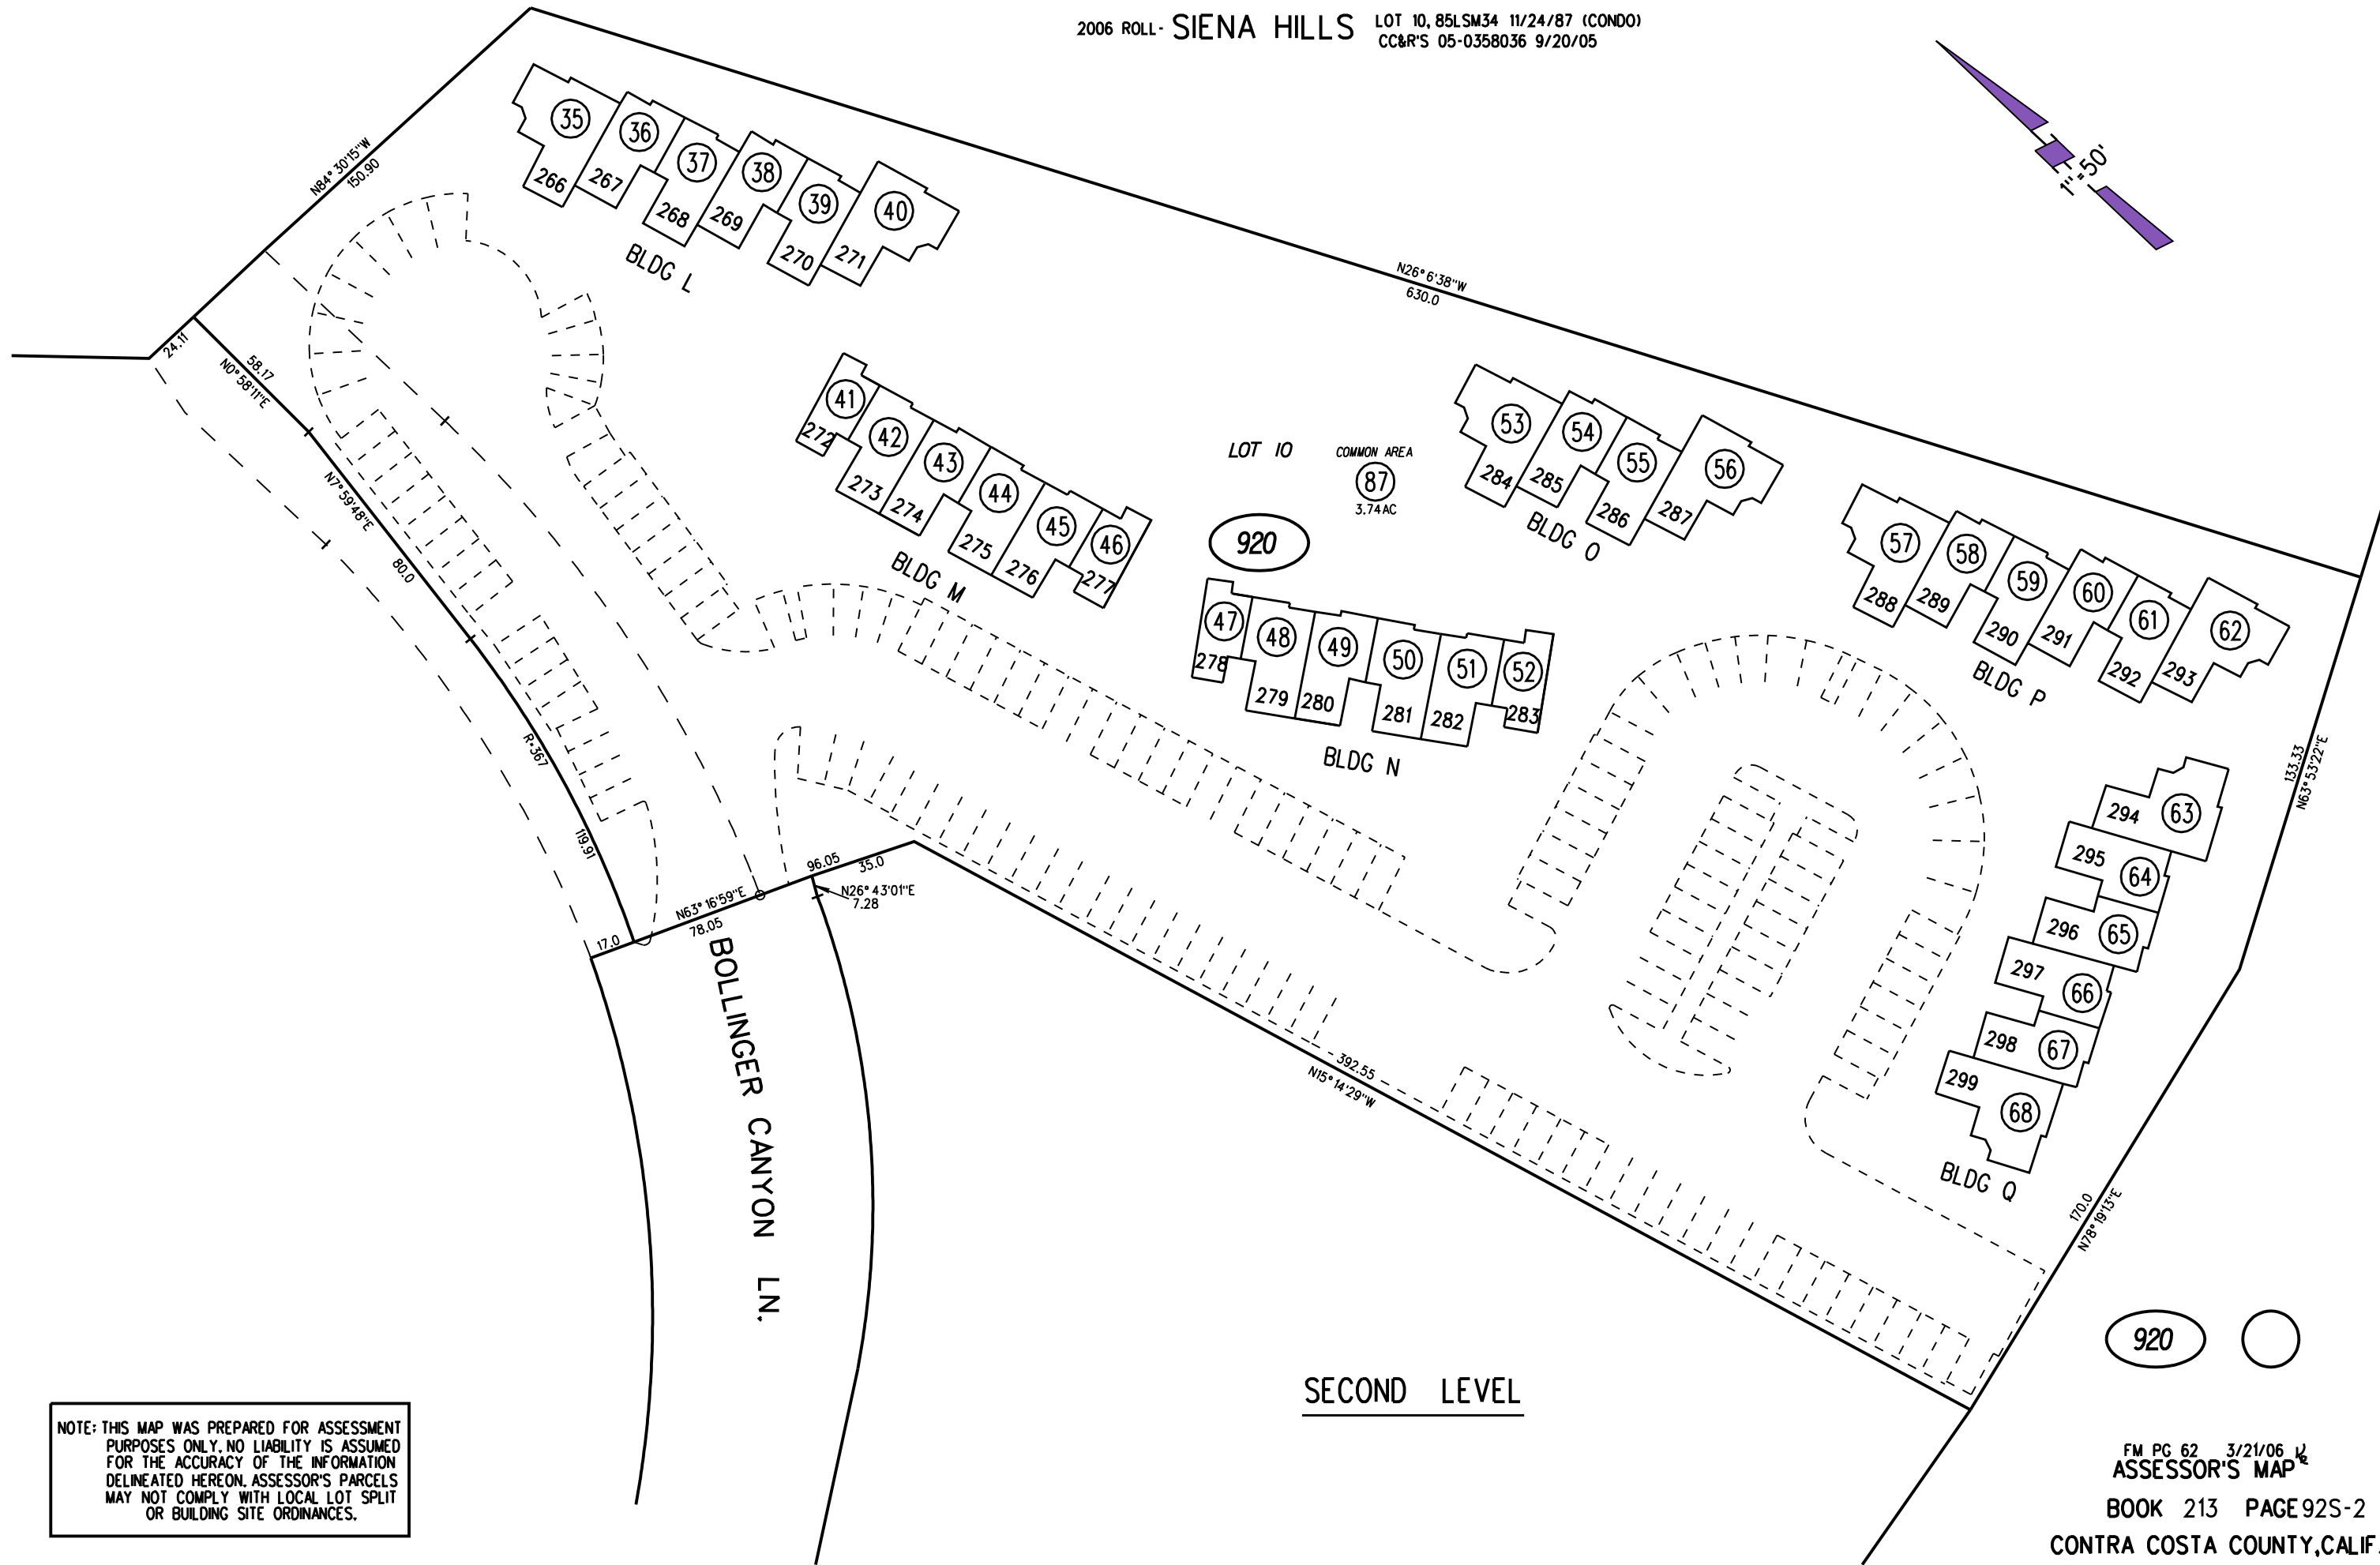 2006 ROLL- SIENA HILLS LOT 10, 85LSM34 11/24/87 (CONDO)
CC&R'S 05-0358036 9/20/05
1"=50'
N84°30'15"W
150.90
N26°6'38"W
630.0
24.11
58.17
N0°58'11"E
N7°59'48"E
80.0
R=367
119.91
35 36 37 38 39 40
266 267 268 269 270 271
BLDG L
41 42 43 44 45 46
272 273 274 275 276 277
BLDG M
LOT 10
COMMON AREA
87
3.74AC
920
47 48 49 50 51 52
278 279 280 281 282 283
BLDG N
53 54 55 56
284 285 286 287
BLDG O
57 58 59 60 61 62
288 289 290 291 292 293
BLDG P
133.33
N63°53'22"E
294 63
295 64
296 65
297 66
298 67
299 68
BLDG Q
170.0
N78°19'13"E
96.05
35.0
N26°43'01"E
7.28
N63°16'59"E
78.05
17.0
BOLLINGER CANYON LN.
392.55
N15°14'29"W
SECOND LEVEL
920
NOTE: THIS MAP WAS PREPARED FOR ASSESSMENT
PURPOSES ONLY. NO LIABILITY IS ASSUMED
FOR THE ACCURACY OF THE INFORMATION
DELINEATED HEREON. ASSESSOR'S PARCELS
MAY NOT COMPLY WITH LOCAL LOT SPLIT
OR BUILDING SITE ORDINANCES.
FM PG 62 3/21/06
ASSESSOR'S MAP
BOOK 213 PAGE 92S-2
CONTRA COSTA COUNTY, CALIF.